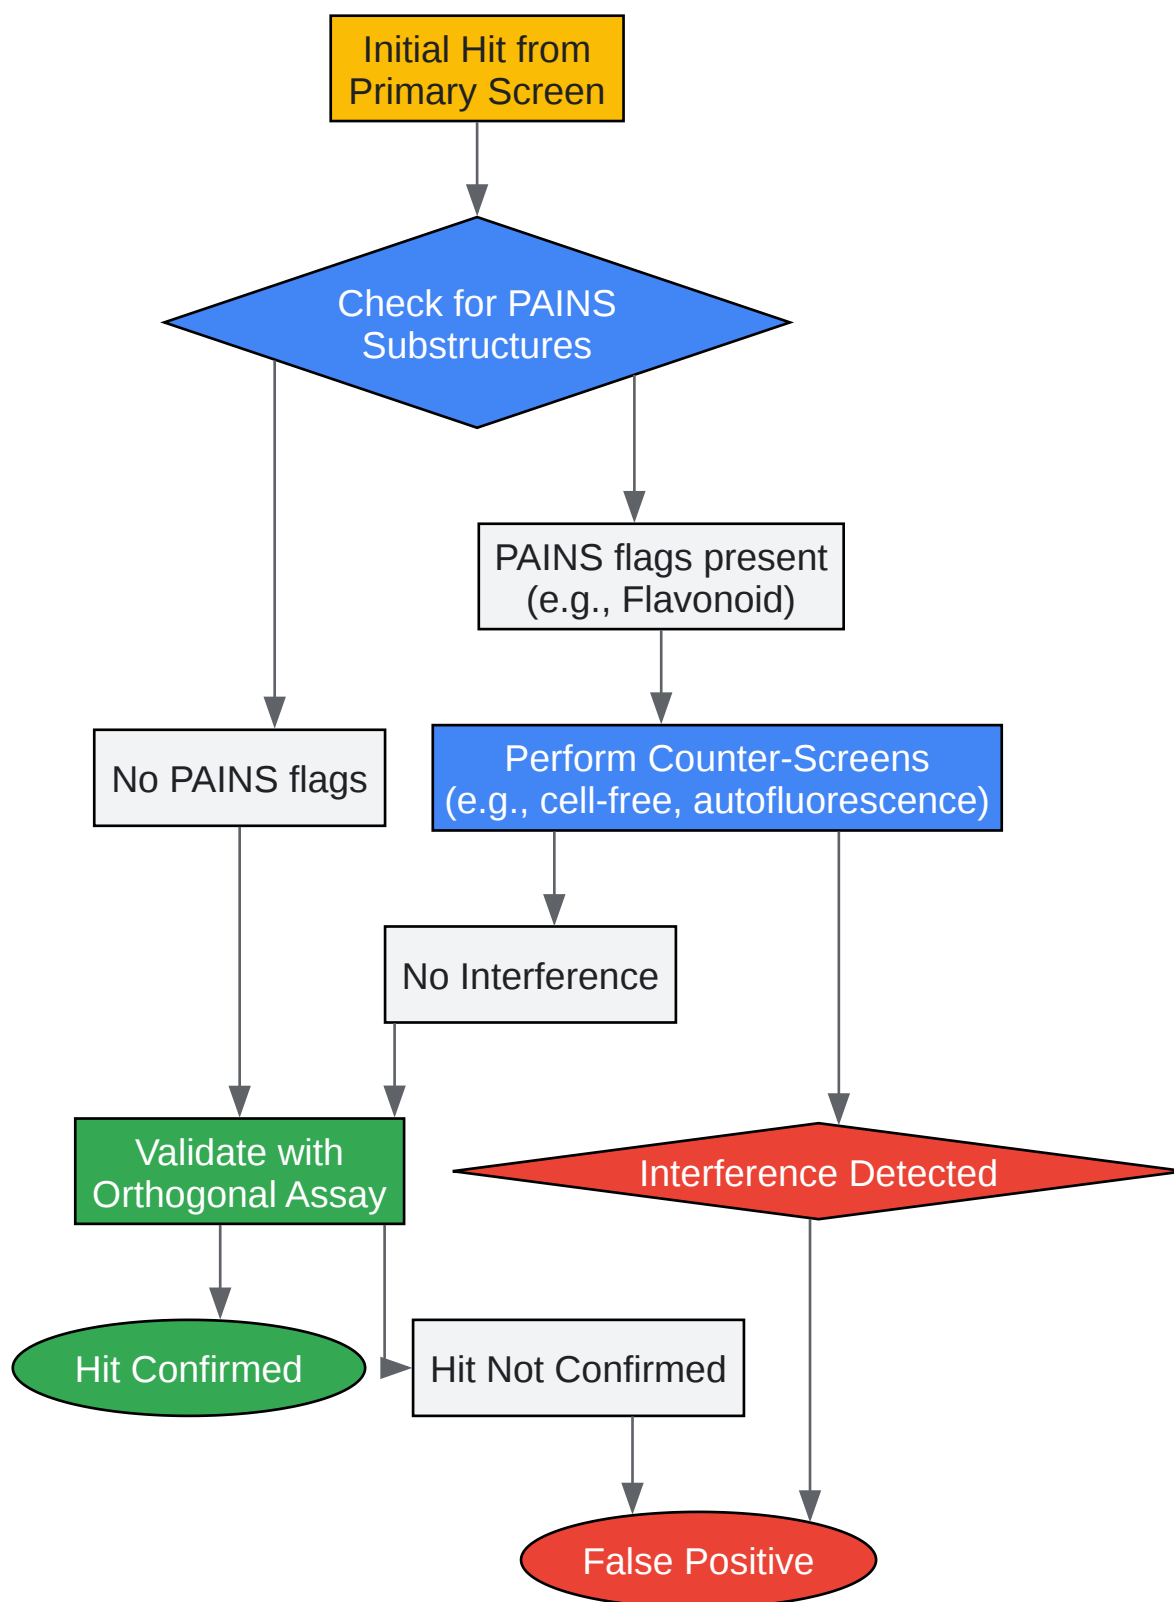 Initial Hit from
Primary Screen
Check for PAINS
Substructures
PAINS flags present
(e.g., Flavonoid)
No PAINS flags
Perform Counter-Screens
(e.g., cell-free, autofluorescence)
No Interference
Validate with
Orthogonal Assay
Interference Detected
Hit Confirmed
Hit Not Confirmed
False Positive